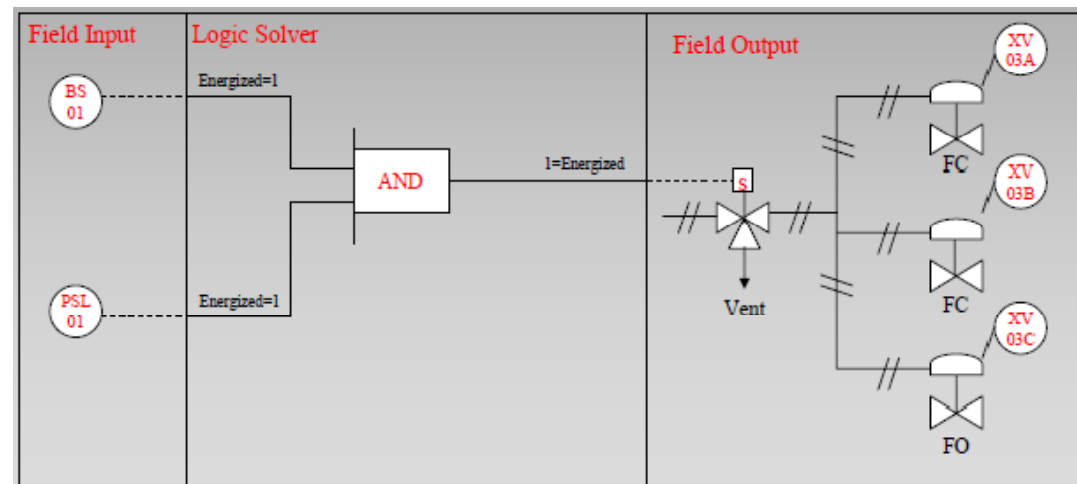 Field Input
Logic Solver
Field Output
XV
03A
BS
01
Energized=1
AND
1=Energized
S
FC
XV
03B
PSL
01
Energized=1
Vent
FC
XV
03C
FO